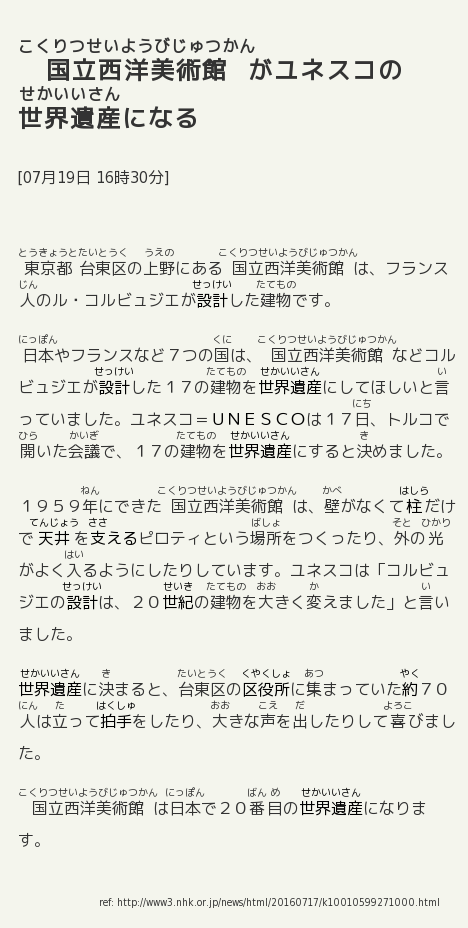 こくりつせいようびじゅつかん
国立西洋美術館 がユネスコの
せかいいさん
世界遺産になる
[07月19日 16時30分]
とうきょうとたいとうく うえの こくりつせいようびじゅつかん
東京都 台東区の上野にある 国立西洋美術館 は、フランス
じん せっけい たてもの
人のル・コルビュジエが設計した建物です。
にっぽん くに こくりつせいようびじゅつかん
日本やフランスなど７つの国は、 国立西洋美術館 などコル
せっけい たてもの せかいいさん い
ビュジエが設計した１７の建物を世界遺産にしてほしいと言
にち
っていました。ユネスコ＝ＵＮＥＳＣＯは１７日、トルコで
ひら かいぎ たてもの せかいいさん き
開いた会議で、１７の建物を世界遺産にすると決めました。
ねん こくりつせいようびじゅつかん かべ はしら
１９５９年にできた 国立西洋美術館 は、壁がなくて柱だけ
てんじょう ささ ばしょ そと ひかり
で 天井 を支えるピロティという場所をつくったり、外の光
はい
がよく入るようにしたりしています。ユネスコは「コルビュ
せっけい せいき たてもの おお か い
ジエの設計は、２０世紀の建物を大きく変えました」と言い
ました。
せかいいさん き たいとうく くやくしょ あつ やく
世界遺産に決まると、台東区の区役所に集まっていた約７０
にん た はくしゅ おお こえ だ よろこ
人は立って拍手をしたり、大きな声を出したりして喜びまし
た。
こくりつせいようびじゅつかん にっぽん ばん め せかいいさん
国立西洋美術館 は日本で２０番目の世界遺産になりま
す。
ref: http://www3.nhk.or.jp/news/html/20160717/k10010599271000.html